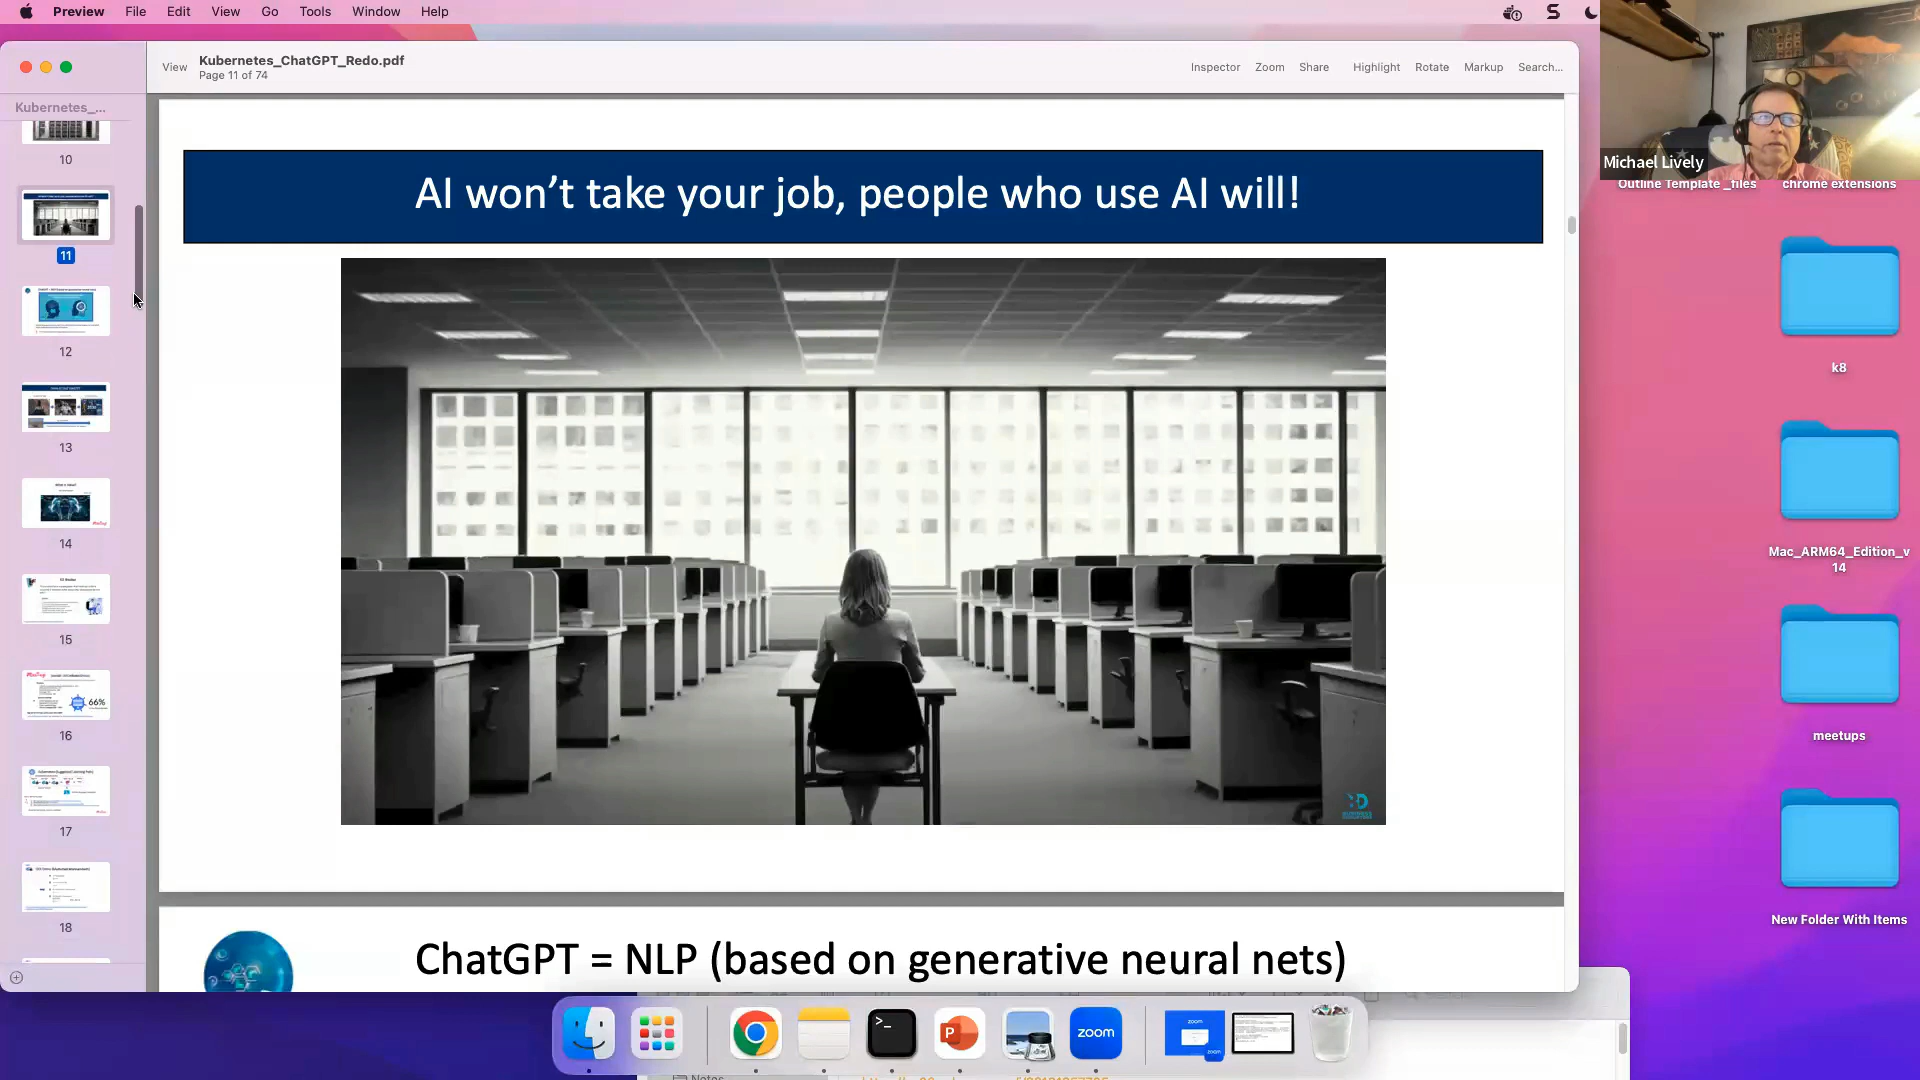 Preview File Edit View Go Tools Window Help
View
Kubernetes_ChatGPT_Redo.pdf
Page 11 of 74
Inspector Zoom Share Highlight Rotate Markup Search...
Kubernetes_...
10
11
12
13
14
15
16
66%
17
18
AI won't take your job, people who use AI will!
ChatGPT = NLP (based on generative neural nets)
Michael Lively
Outline Template _files
chrome extensions
k8
Mac_ARM64_Edition_v
14
meetups
New Folder With Items
zoom
zoom
Notes